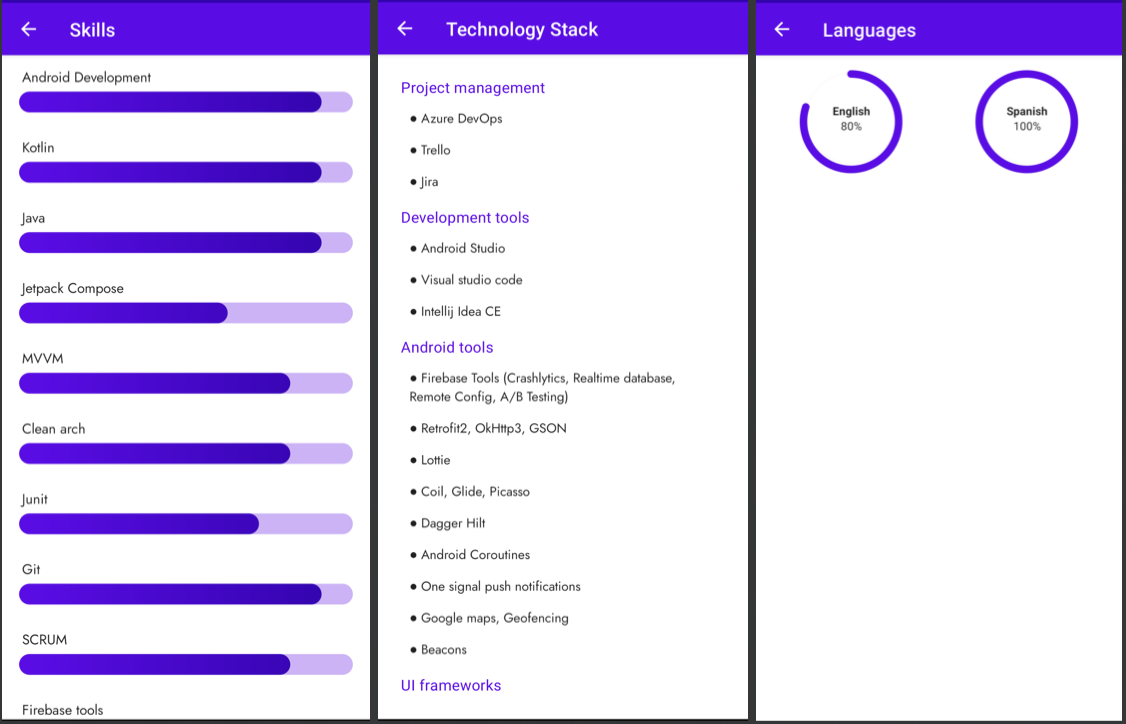 Skills
Android Development
Kotlin
Java
Jetpack Compose
MVVM
Clean arch
Junit
Git
SCRUM
Firebase tools
Technology Stack
Project management
● Azure DevOps
● Trello
● Jira
Development tools
● Android Studio
● Visual studio code
● Intellij Idea CE
Android tools
● Firebase Tools (Crashlytics, Realtime database,
Remote Config, A/B Testing)
● Retrofit2, OkHttp3, GSON
● Lottie
● Coil, Glide, Picasso
● Dagger Hilt
● Android Coroutines
● One signal push notifications
● Google maps, Geofencing
● Beacons
UI frameworks
Languages
English
80%
Spanish
100%